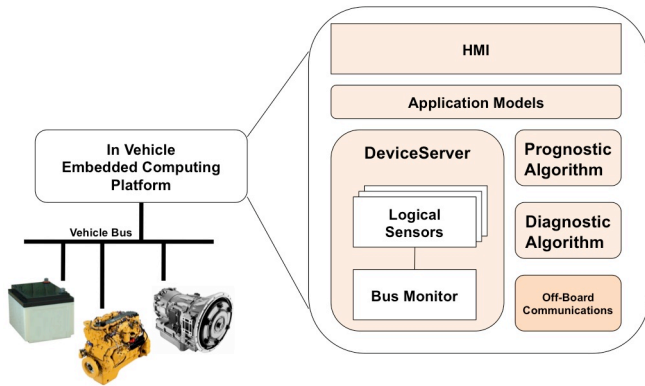 In Vehicle
Embedded Computing
Platform
Vehicle Bus
HMI
Application Models
DeviceServer
Logical
Sensors
Bus Monitor
Prognostic
Algorithm
Diagnostic
Algorithm
Off-Board
Communications